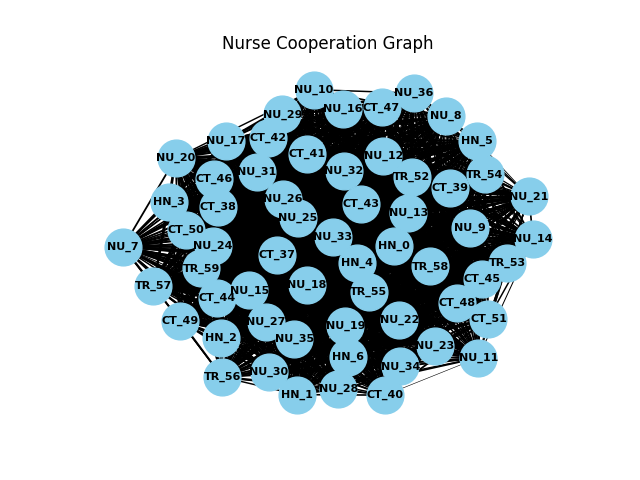 Nurse Cooperation Graph
NU_10
NU_36
NU_16
CT_47
NU_29
NU_8
NU_17
CT_42
HN_5
CT_41
NU_12
NU_20
NU_31
NU_32
TR_54
CT_46
TR_52
CT_39
NU_21
NU_26
HN_3
CT_38
CT_43
NU_13
NU_25
CT_50
NU_9
NU_33
NU_14
NU_7
NU_24
HN_0
CT_37
HN_4
TR_53
TR_59
TR_58
CT_45
TR_57
NU_15
NU_18
TR_55
CT_44
CT_48
CT_49
NU_27
NU_19
NU_22
CT_51
HN_2
NU_35
NU_23
HN_6
NU_11
NU_34
TR_56
NU_30
HN_1
NU_28
CT_40